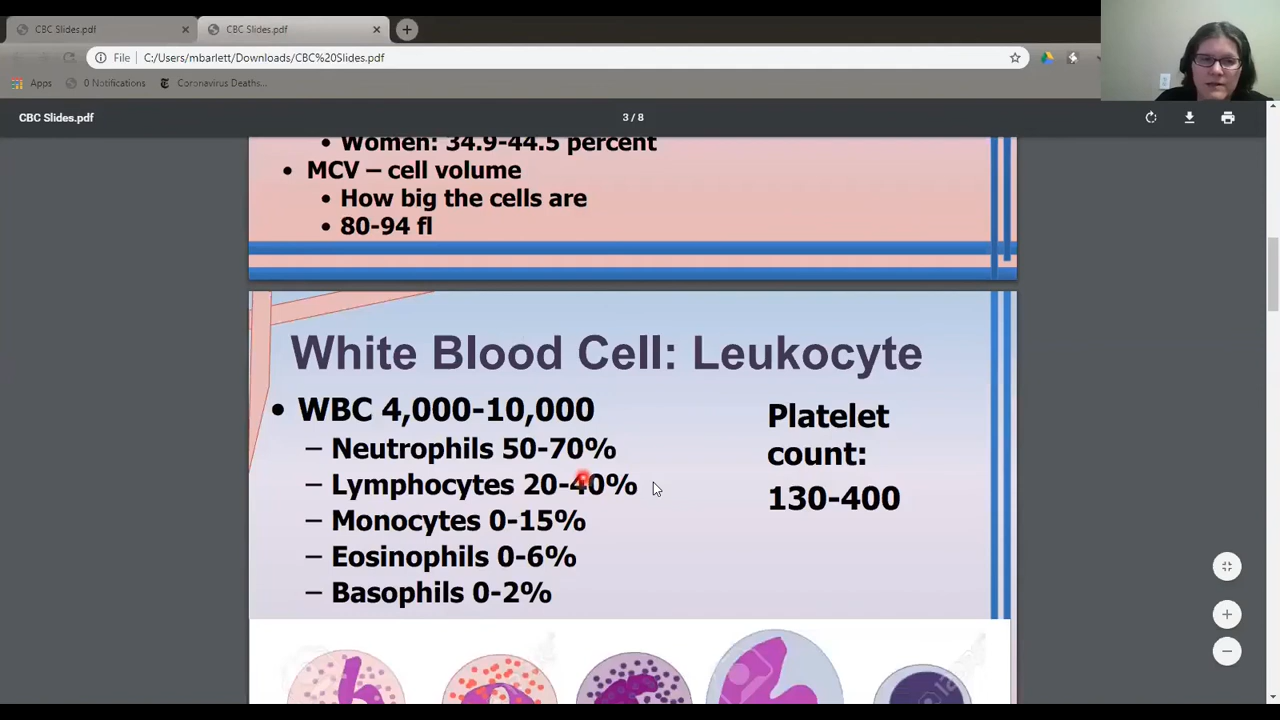 CBC Slides.pdf
CBC Slides.pdf
File
C:/Users/mbarlett/Downloads/CBC%20Slides.pdf
Apps
0 Notifications
Coronavirus Deaths...
CBC Slides.pdf
3 / 8
• Women: 34.9-44.5 percent
• MCV – cell volume
• How big the cells are
• 80-94 fl
White Blood Cell: Leukocyte
• WBC 4,000-10,000
– Neutrophils 50-70%
– Lymphocytes 20-40%
– Monocytes 0-15%
– Eosinophils 0-6%
– Basophils 0-2%
Platelet
count:
130-400